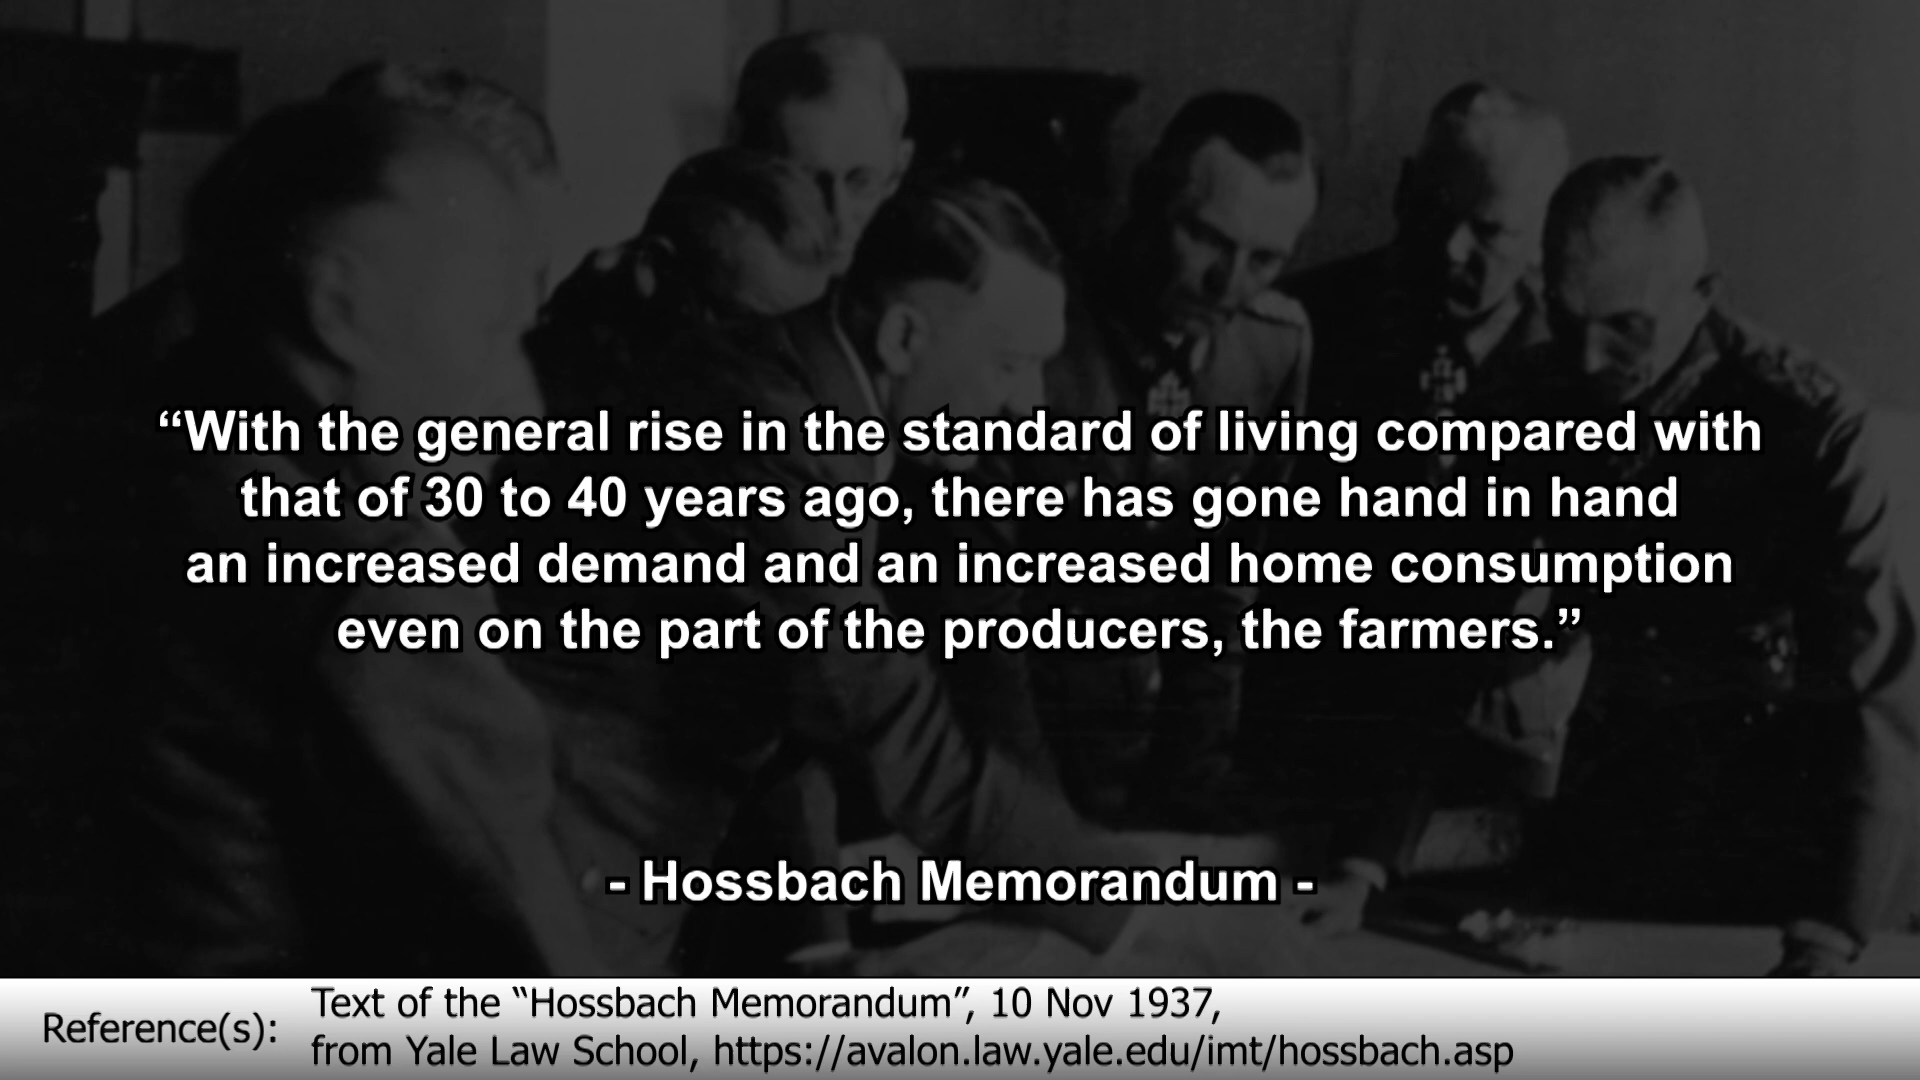 “With the general rise in the standard of living compared with
that of 30 to 40 years ago, there has gone hand in hand
an increased demand and an increased home consumption
even on the part of the producers, the farmers.”
- Hossbach Memorandum -
Reference(s):
Text of the “Hossbach Memorandum”, 10 Nov 1937,
from Yale Law School, https://avalon.law.yale.edu/imt/hossbach.asp